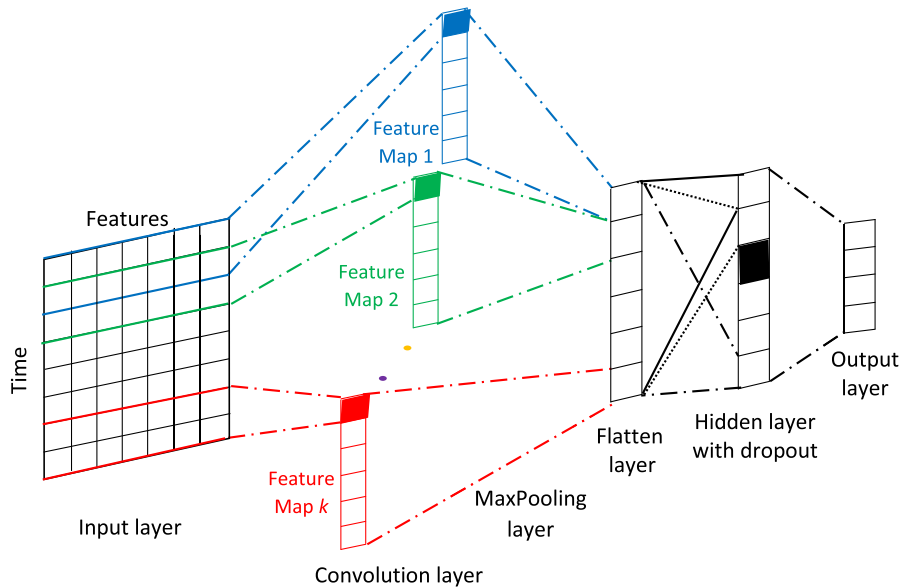 Feature
Map 1
Features
Feature
Map 2
Time
Output
layer
Hidden layer
with dropout
Flatten
layer
Feature
Map k
MaxPooling
layer
Input layer
Convolution layer